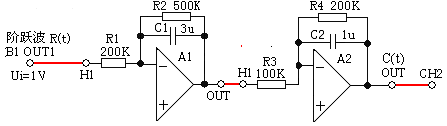 R2 500K
R4 200K
阶跃波 R(t)
C1 3u
C2 1u
B1 OUT1
R1
A1
A2
C(t)
200K
H1
R3
OUT
Ui=1V
H1
100K
OUT
CH2